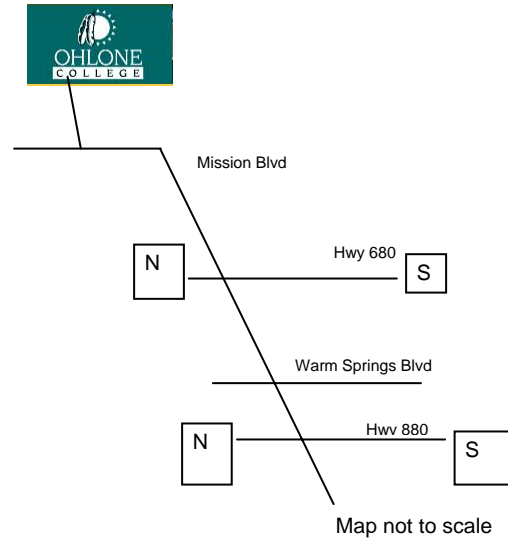 OHLONE
COLLEGE
Mission Blvd
N
Hwy 680
S
Warm Springs Blvd
N
Hwy 880
S
Map not to scale